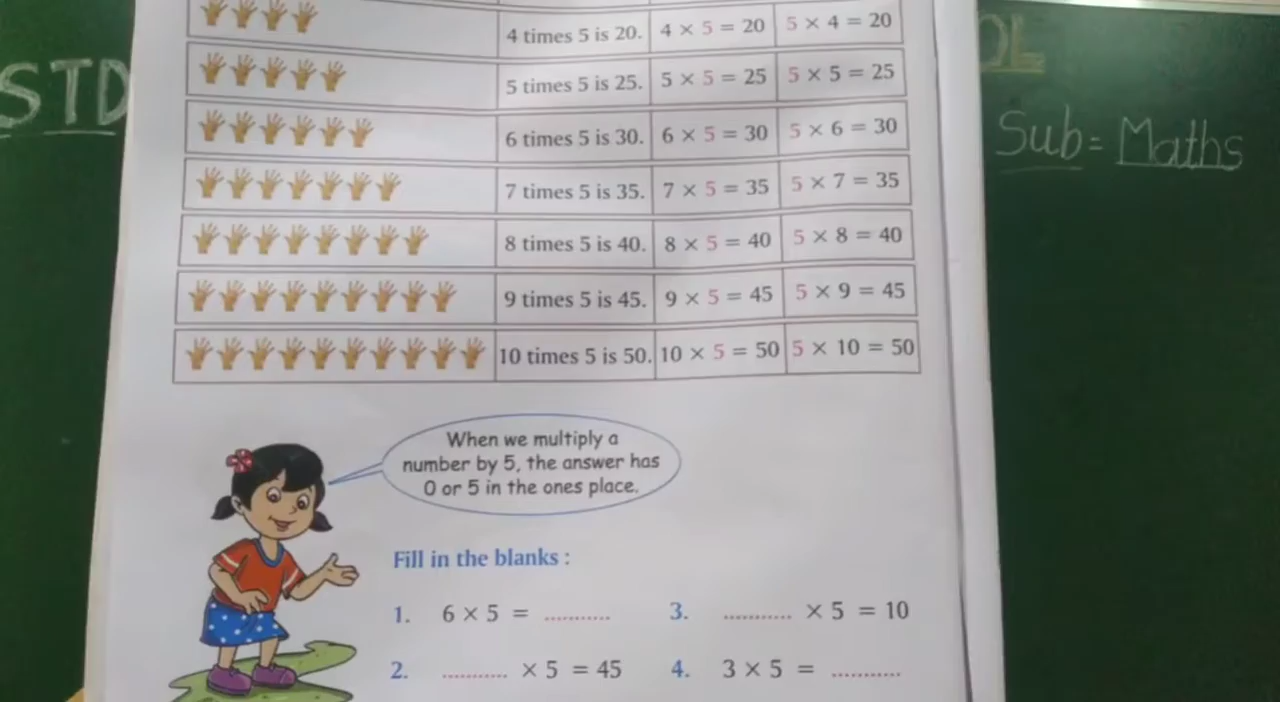 4 times 5 is 20. 4 × 5 = 20 5 × 4 = 20
5 times 5 is 25. 5 × 5 = 25 5 × 5 = 25
6 times 5 is 30. 6 × 5 = 30 5 × 6 = 30
7 times 5 is 35. 7 × 5 = 35 5 × 7 = 35
8 times 5 is 40. 8 × 5 = 40 5 × 8 = 40
9 times 5 is 45. 9 × 5 = 45 5 × 9 = 45
10 times 5 is 50. 10 × 5 = 50 5 × 10 = 50
When we multiply a
number by 5, the answer has
0 or 5 in the ones place.
Fill in the blanks :
1. 6 × 5 = ...........
3. ........... × 5 = 10
2. ........... × 5 = 45
4. 3 × 5 = ...........
STD
OL
Sub = Maths